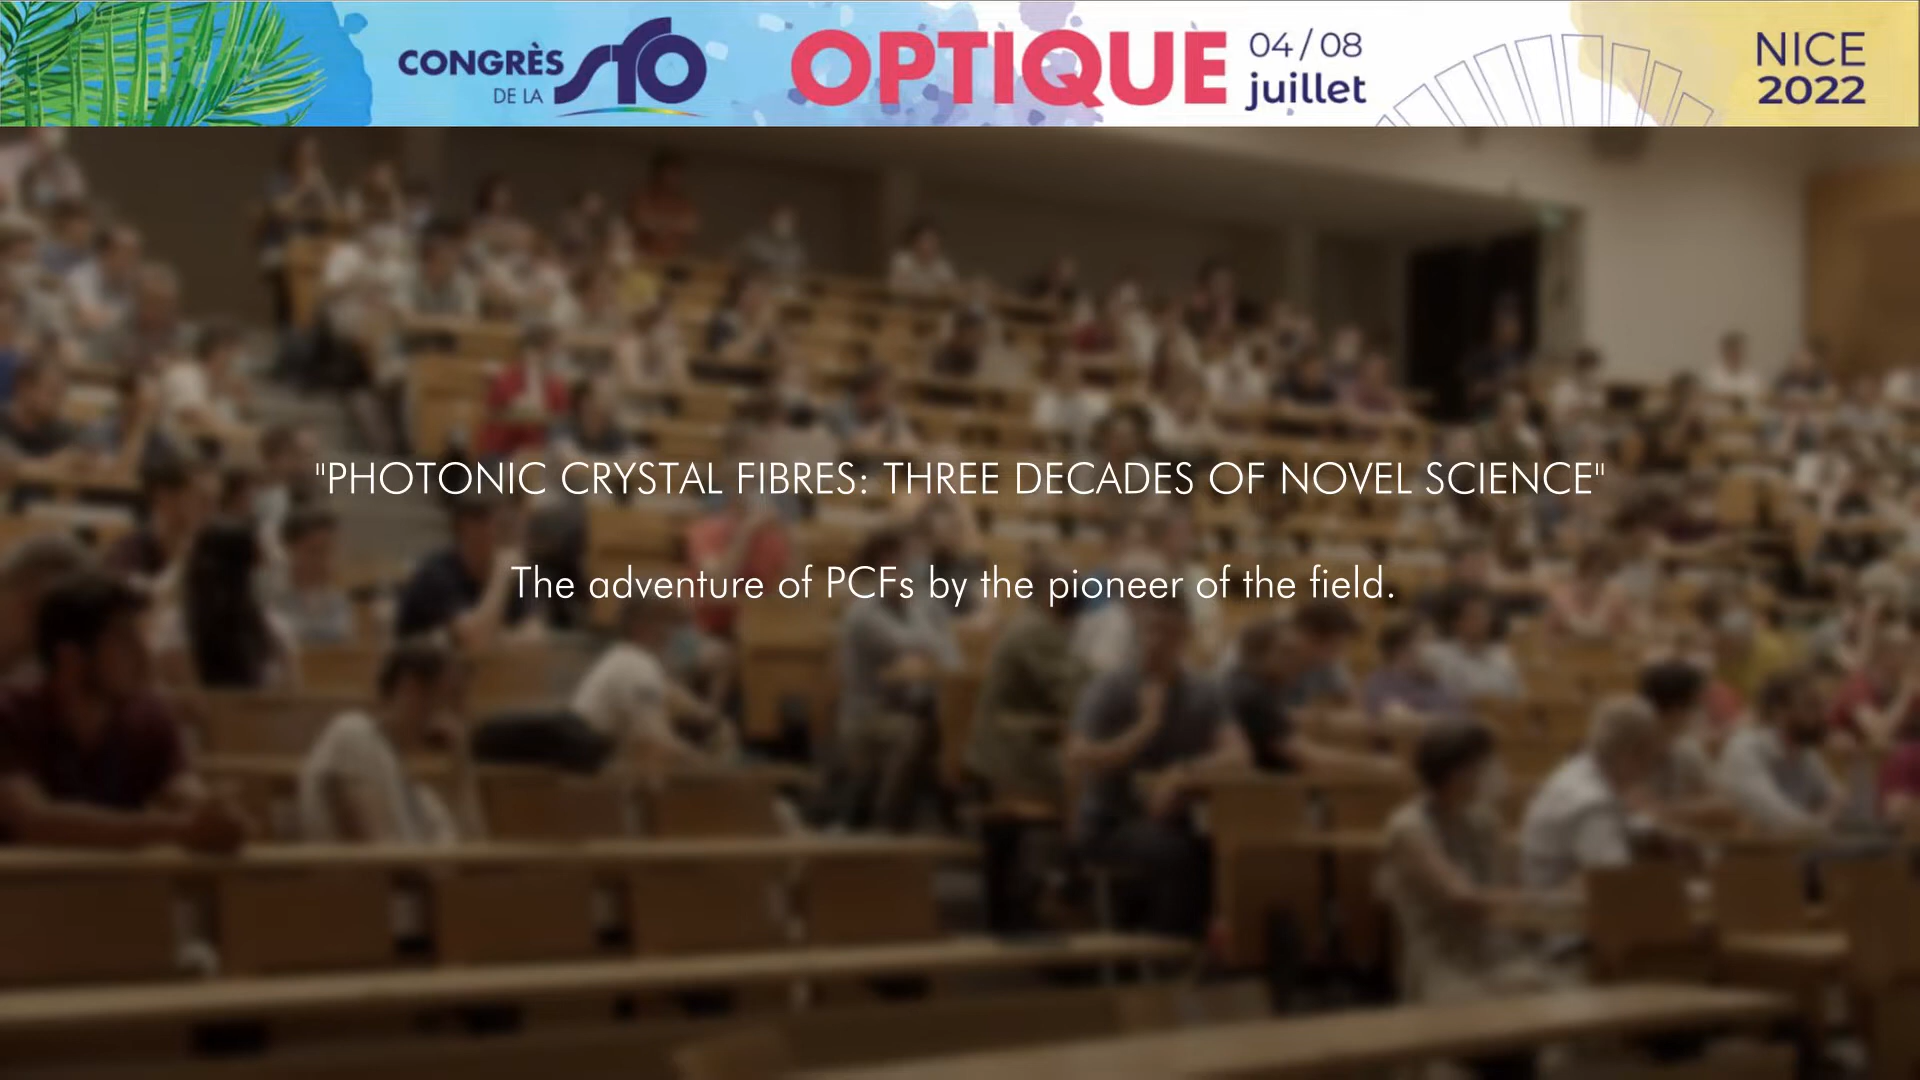 CONGRÈS
DE LA
SFO
OPTIQUE
04/08
juillet
NICE
2022
"PHOTONIC CRYSTAL FIBRES: THREE DECADES OF NOVEL SCIENCE"
The adventure of PCFs by the pioneer of the field.